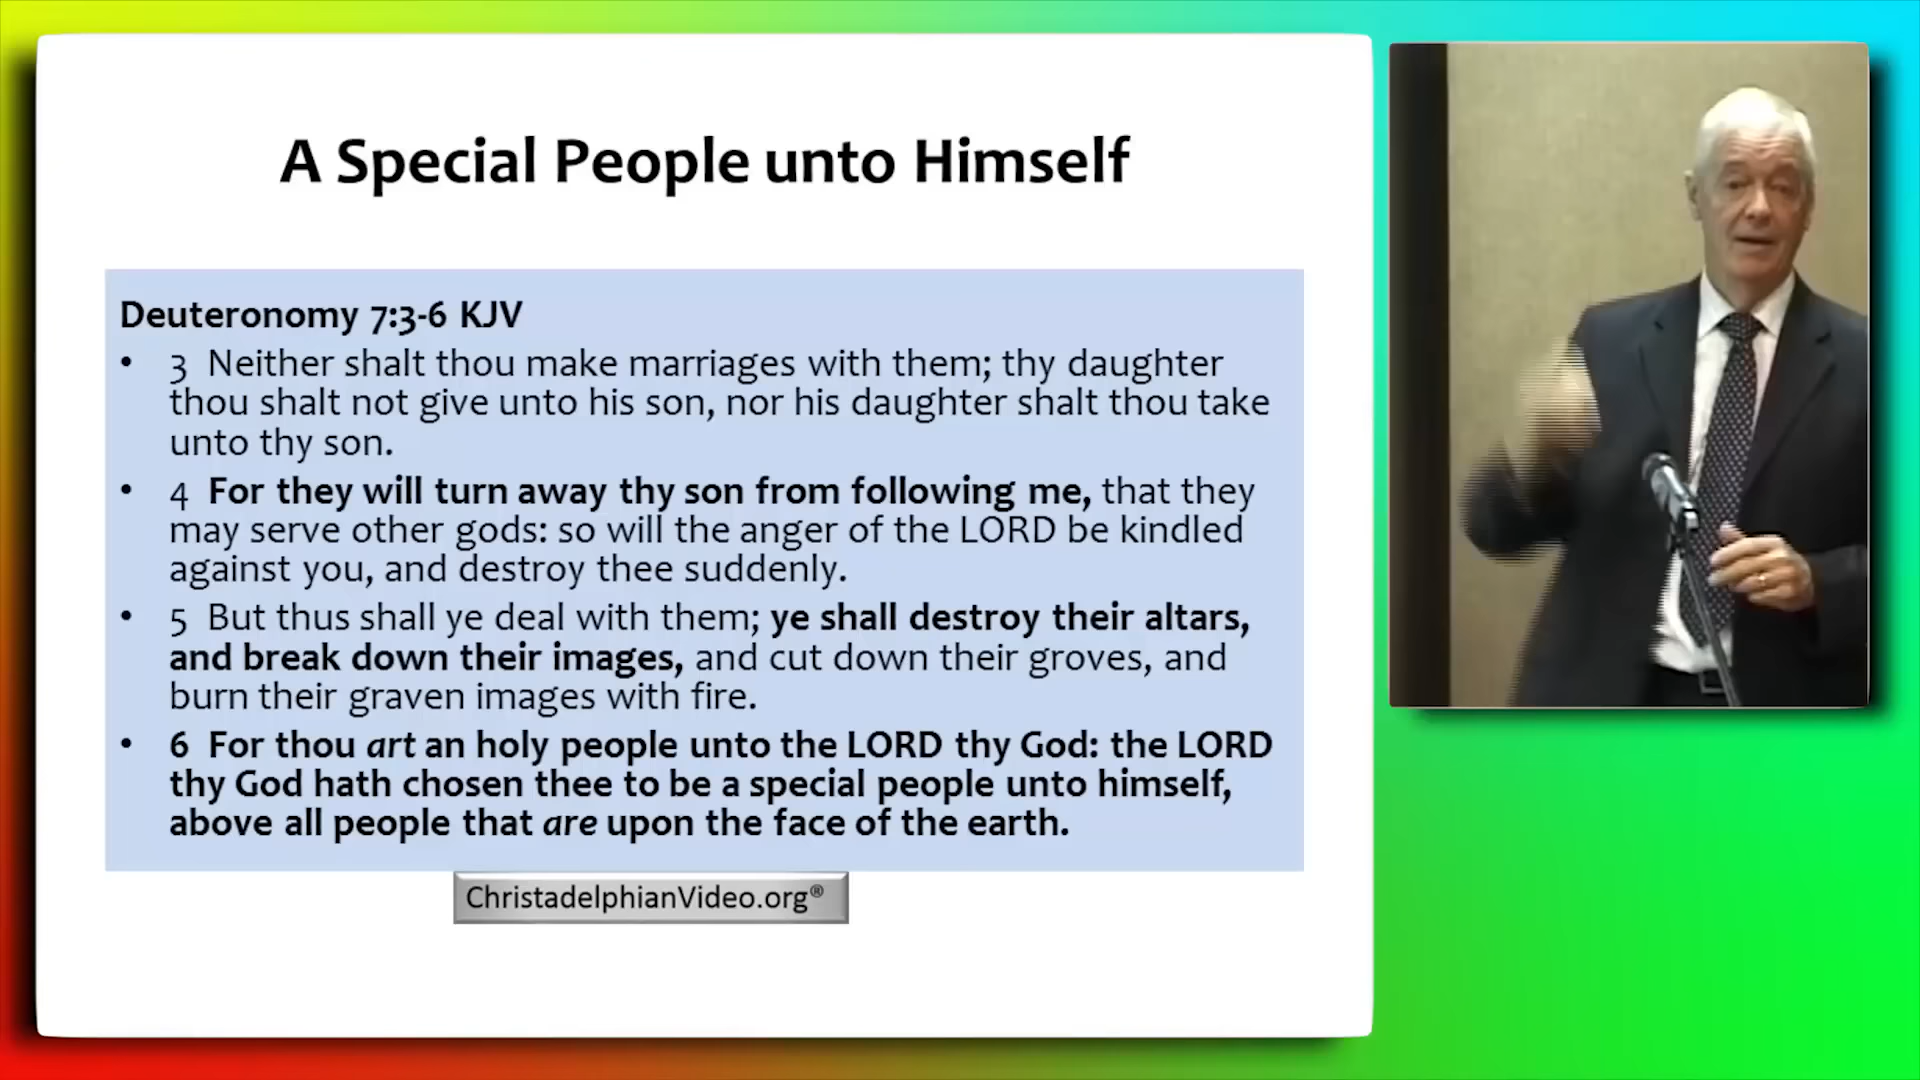 A Special People unto Himself
Deuteronomy 7:3-6 KJV
• 3 Neither shalt thou make marriages with them; thy daughter
thou shalt not give unto his son, nor his daughter shalt thou take
unto thy son.
• 4 For they will turn away thy son from following me, that they
may serve other gods: so will the anger of the LORD be kindled
against you, and destroy thee suddenly.
• 5 But thus shall ye deal with them; ye shall destroy their altars,
and break down their images, and cut down their groves, and
burn their graven images with fire.
• 6 For thou art an holy people unto the LORD thy God: the LORD
thy God hath chosen thee to be a special people unto himself,
above all people that are upon the face of the earth.
ChristadelphianVideo.org®